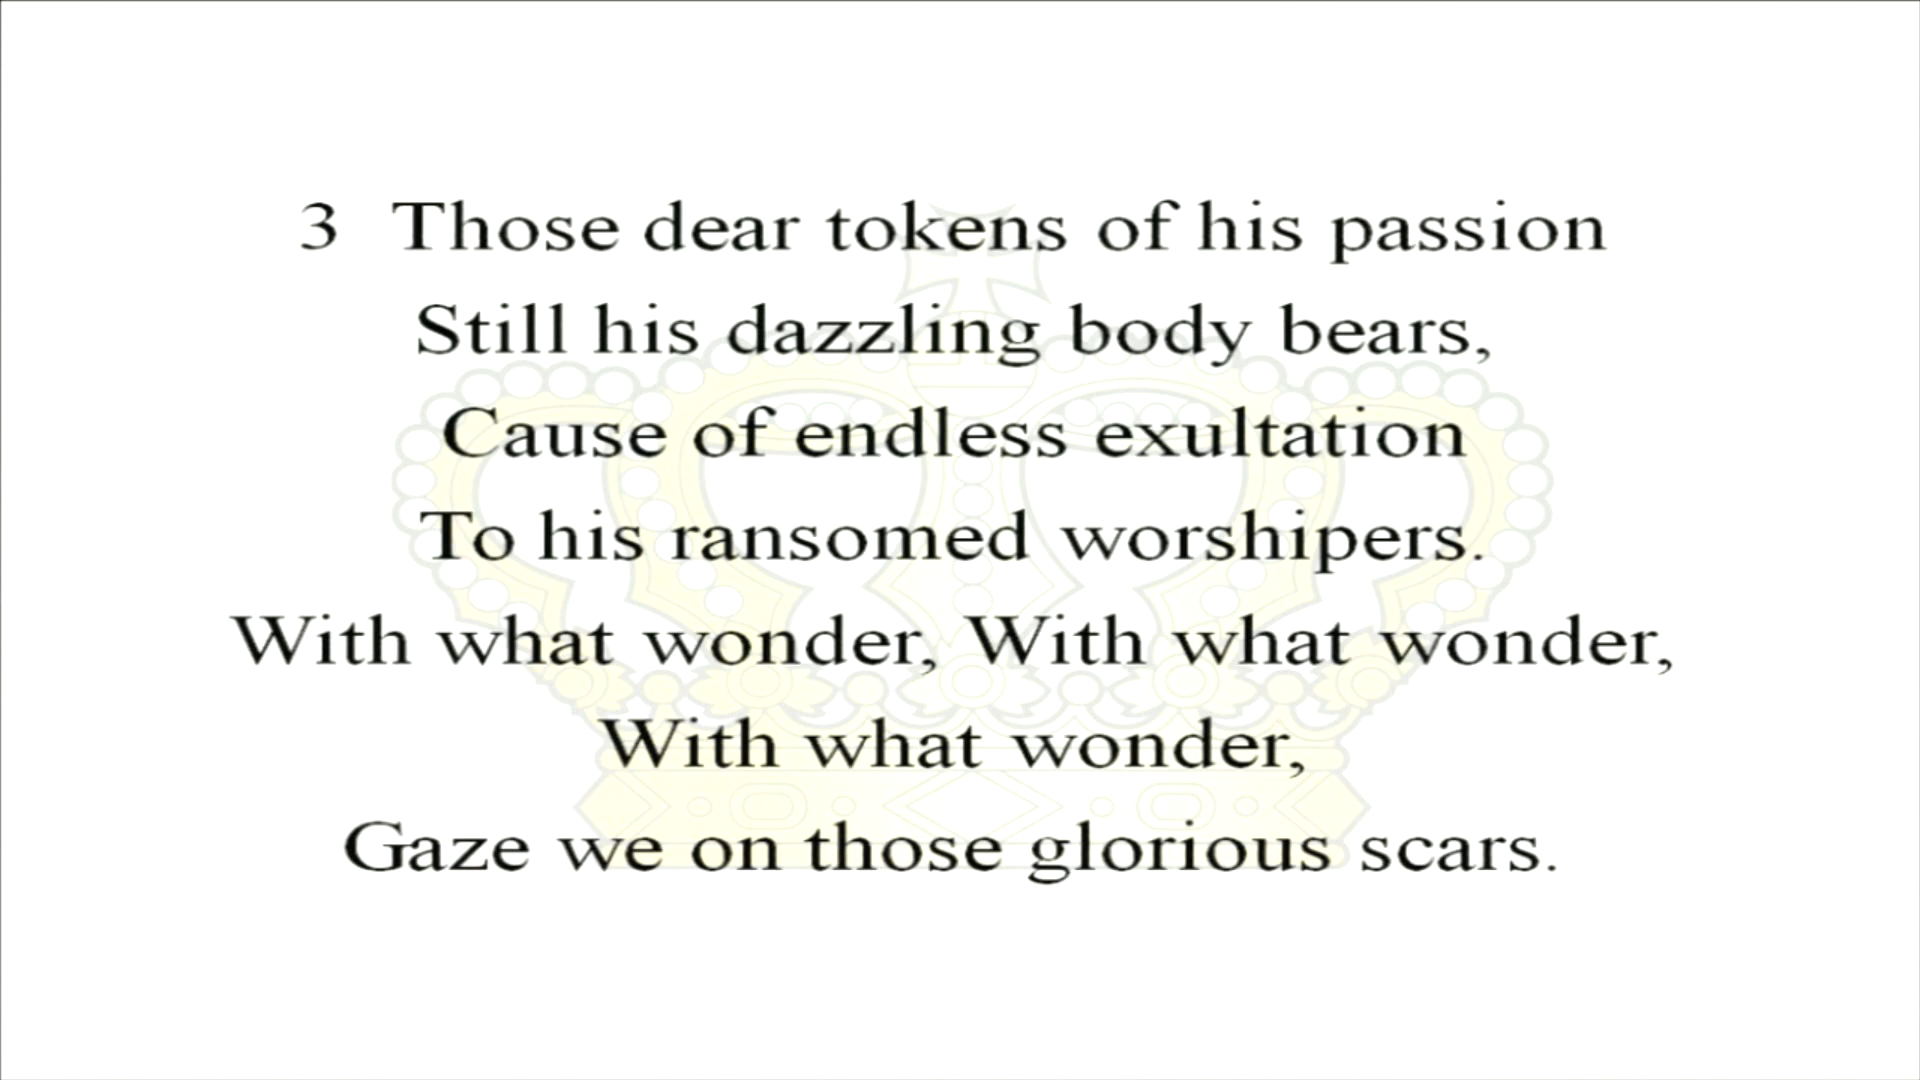 3 Those dear tokens of his passion
Still his dazzling body bears,
Cause of endless exultation
To his ransomed worshipers.
With what wonder, With what wonder,
With what wonder,
Gaze we on those glorious scars.